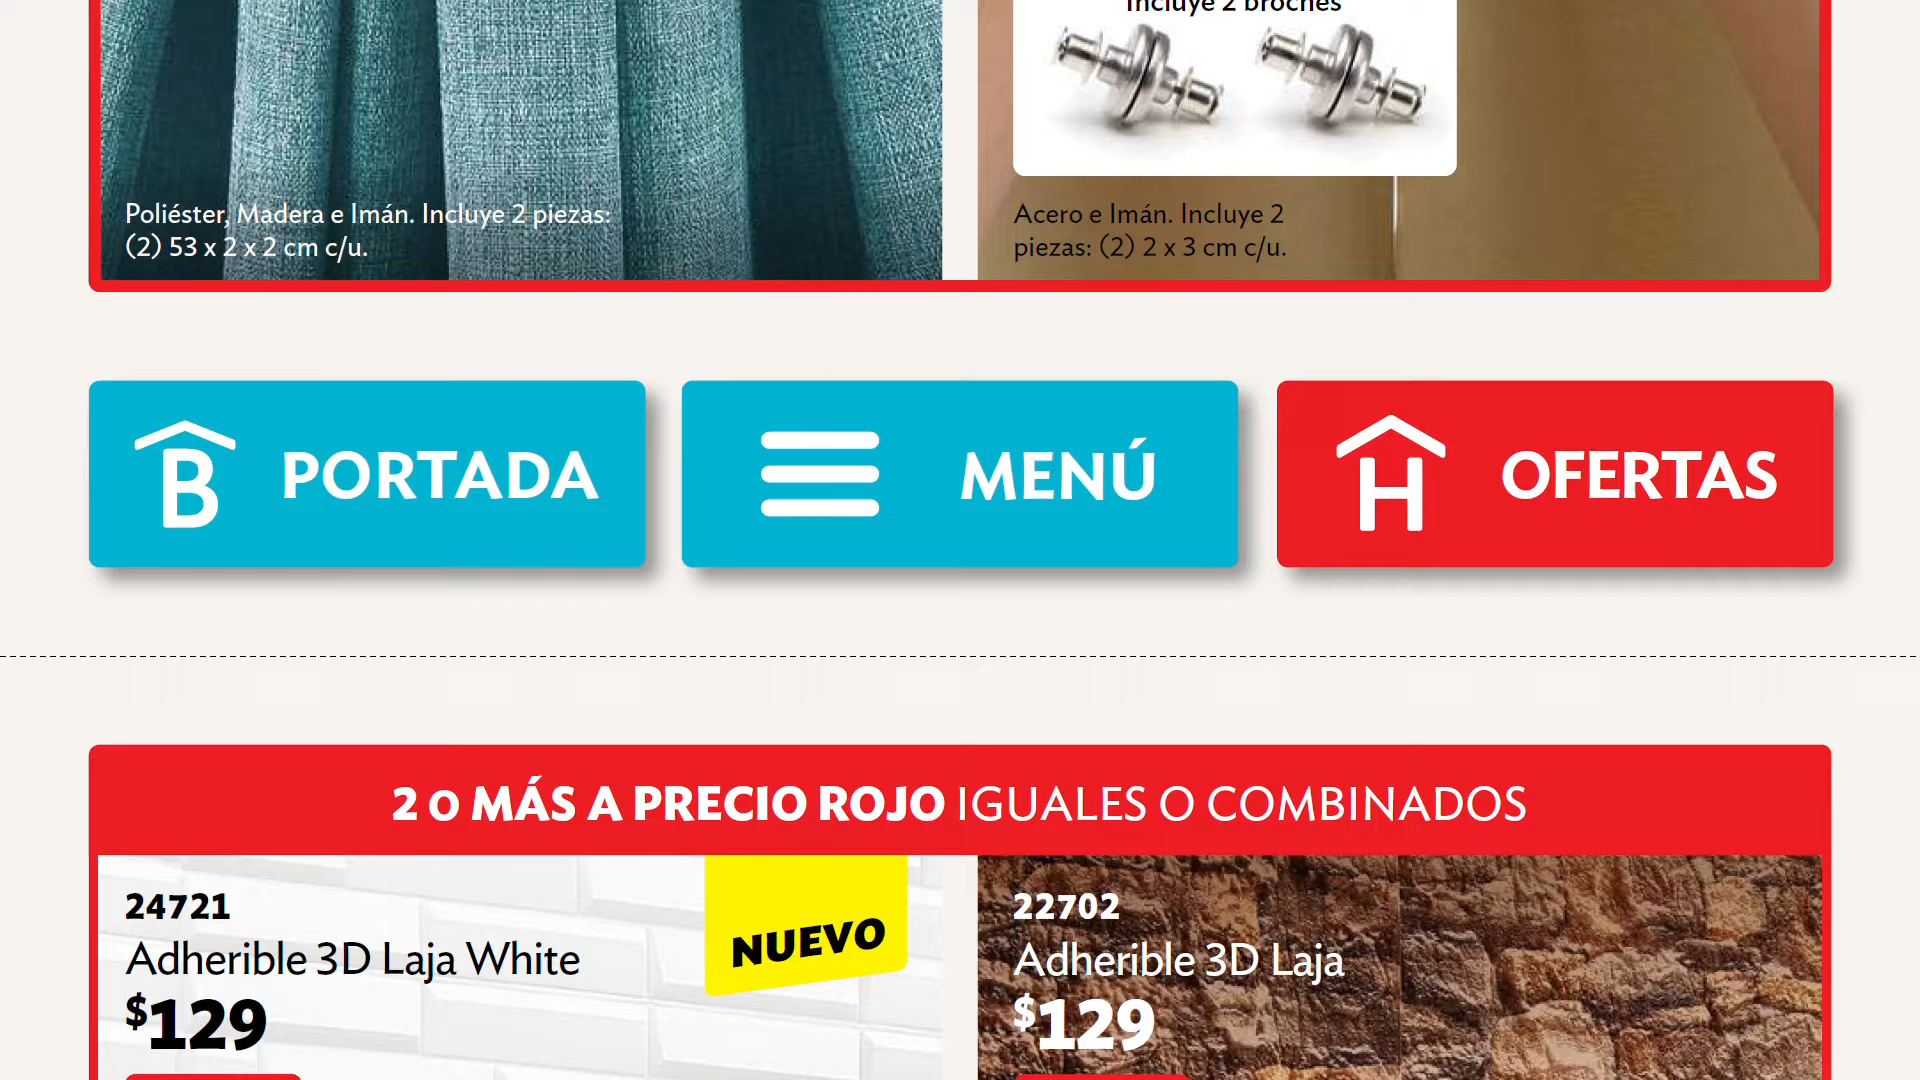 Incluye 2 broches
Poliéster, Madera e Imán. Incluye 2 piezas:
(2) 53 x 2 x 2 cm c/u.
Acero e Imán. Incluye 2
piezas: (2) 2 x 3 cm c/u.
B PORTADA
MENÚ
H OFERTAS
2 O MÁS A PRECIO ROJO IGUALES O COMBINADOS
24721
Adherible 3D Laja White
$129
NUEVO
22702
Adherible 3D Laja
$129